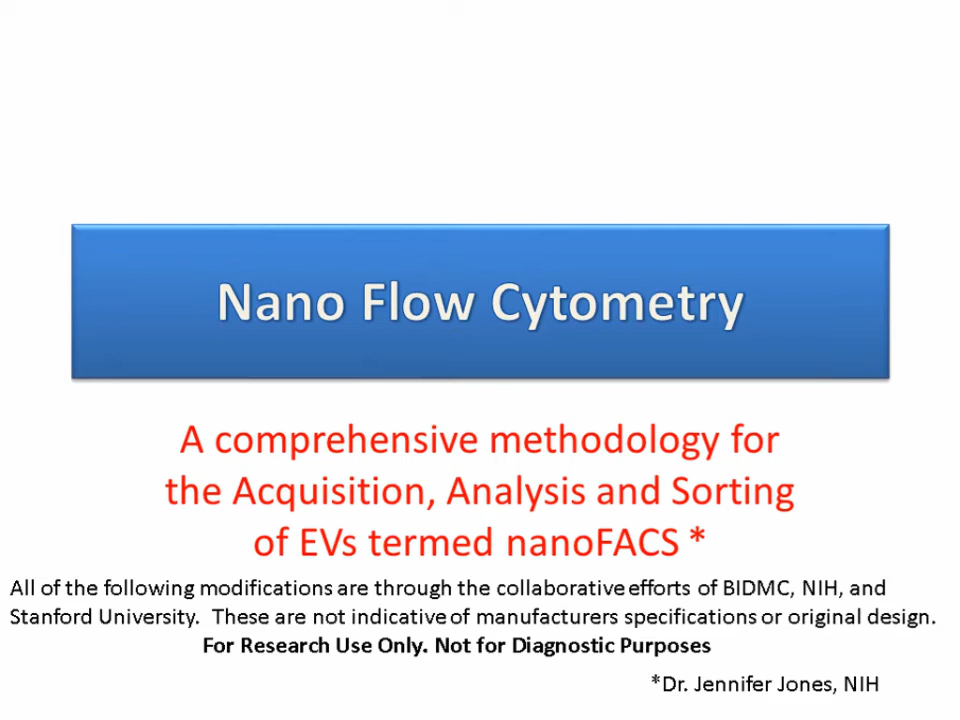 Nano Flow Cytometry
A comprehensive methodology for
the Acquisition, Analysis and Sorting
of EVs termed nanoFACS *
All of the following modifications are through the collaborative efforts of BIDMC, NIH, and
Stanford University. These are not indicative of manufacturers specifications or original design.
For Research Use Only. Not for Diagnostic Purposes
*Dr. Jennifer Jones, NIH